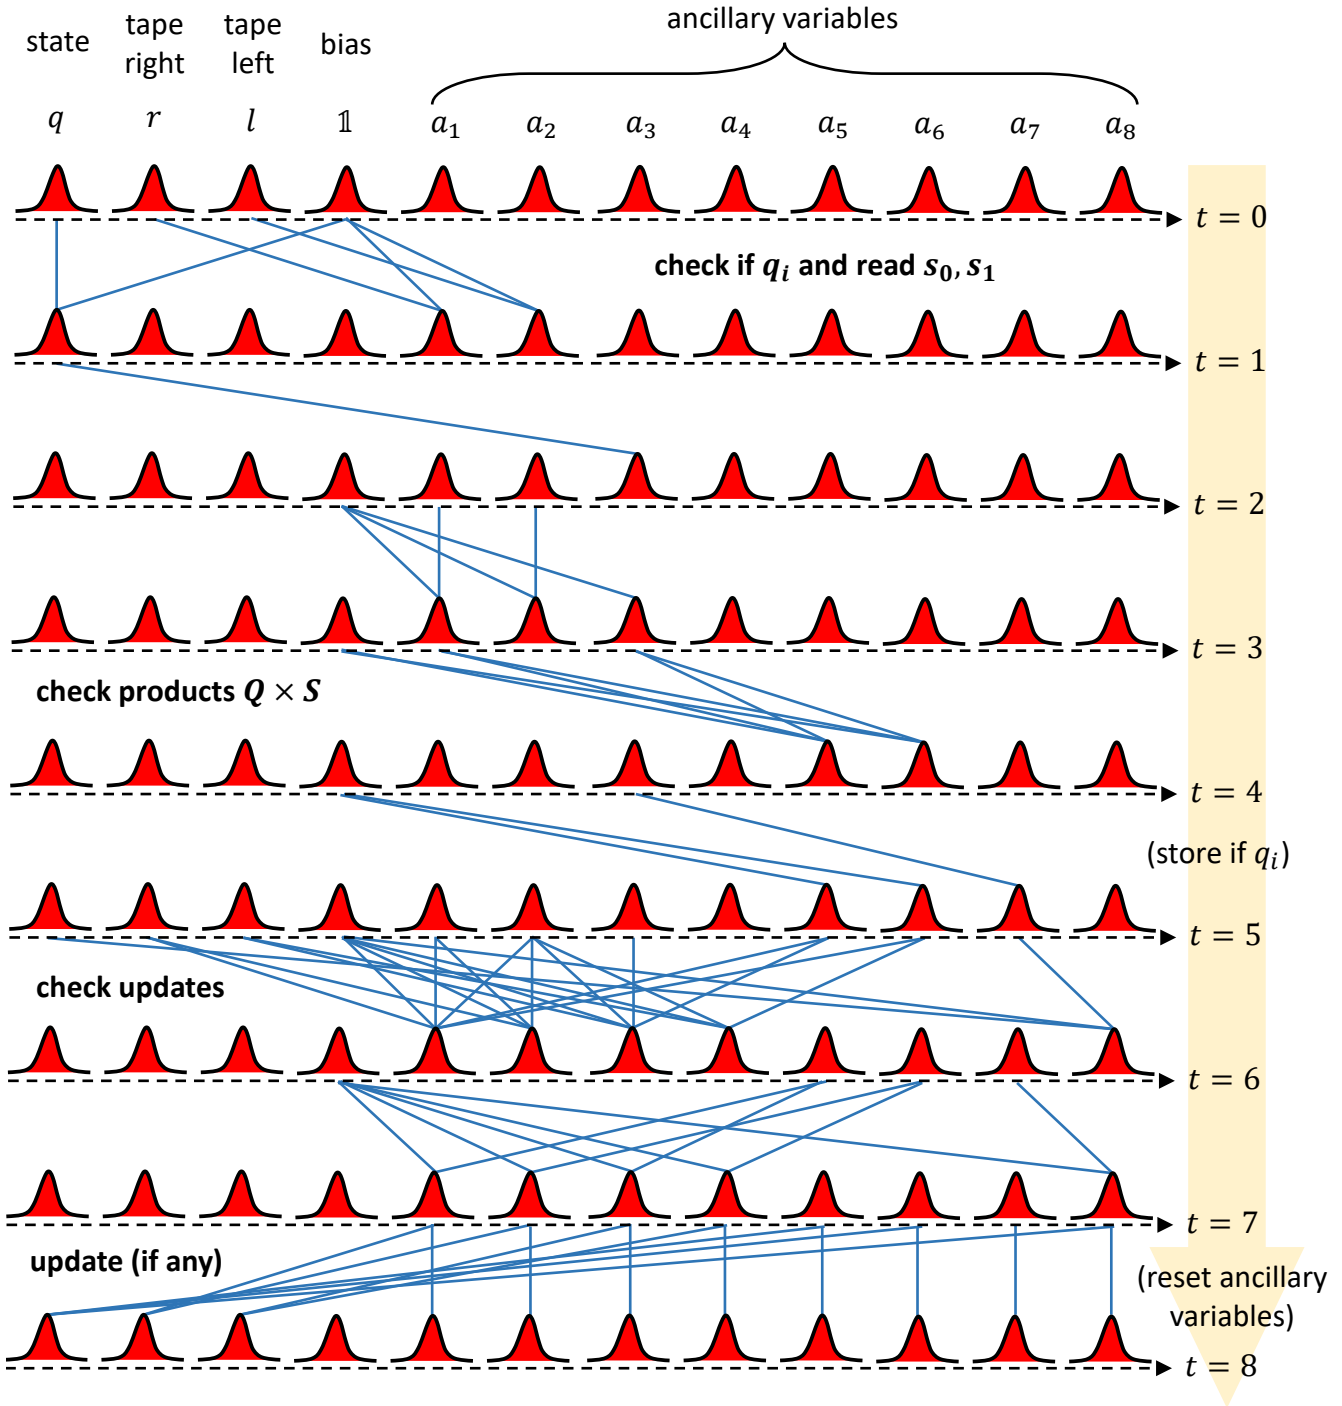 ancillary variables
state tape right tape left bias
q r l 𝟙 a₁ a₂ a₃ a₄ a₅ a₆ a₇ a₈
t = 0
check if qᵢ and read s₀, s₁
t = 1
t = 2
t = 3
check products Q × S
t = 4
(store if qᵢ)
t = 5
check updates
t = 6
t = 7
update (if any)
(reset ancillary
variables)
t = 8